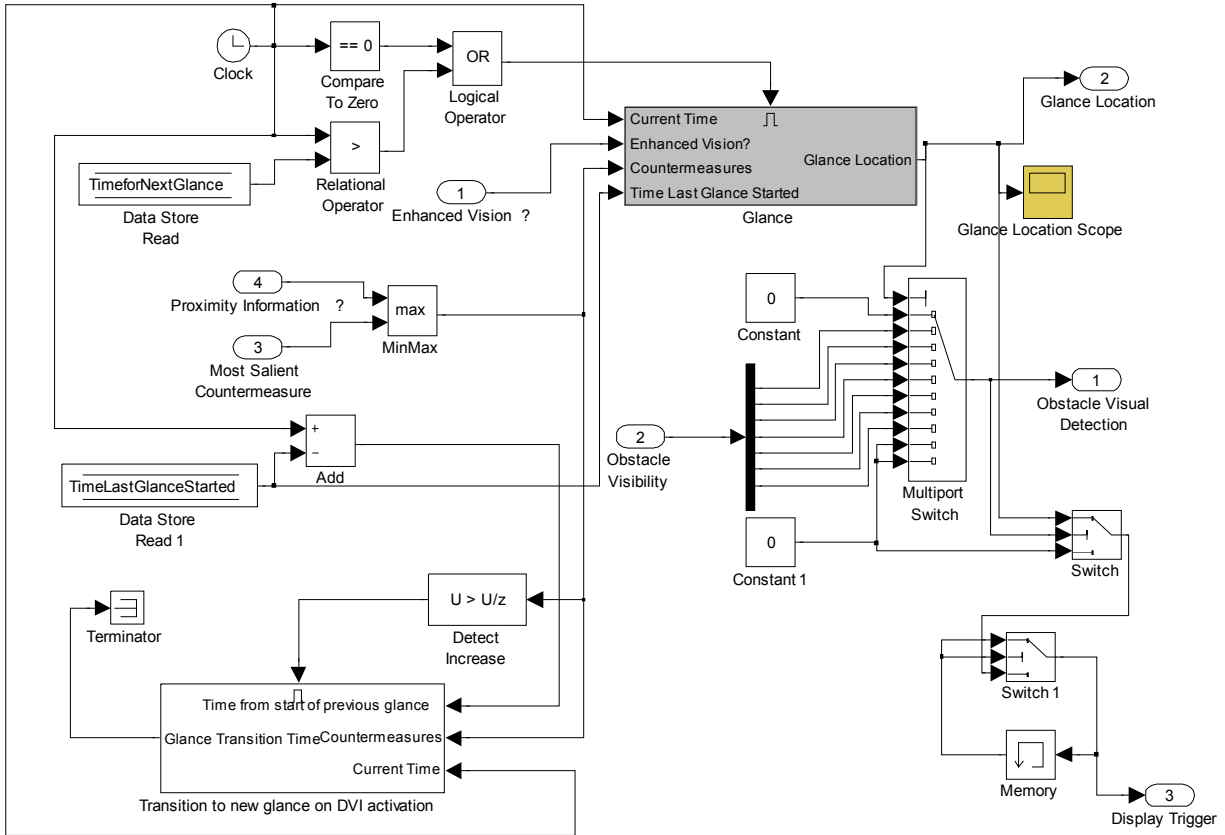 Clock
== 0
Compare
To Zero
OR
Logical
Operator
2
Glance Location
Current Time
Enhanced Vision?
Countermeasures
Time Last Glance Started
Glance Location
Glance
>
Relational
Operator
TimeforNextGlance
Data Store
Read
1
Enhanced Vision ?
Glance Location Scope
4
Proximity Information ?
max
MinMax
3
Most Salient
Countermeasure
0
Constant
1
Obstacle Visual
Detection
+
−
Add
2
Obstacle
Visibility
Multiport
Switch
TimeLastGlanceStarted
Data Store
Read 1
0
Constant 1
Switch
U > U/z
Detect
Increase
Terminator
Switch 1
Time from start of previous glance
Glance Transition Time
Countermeasures
Current Time
Transition to new glance on DVI activation
Memory
3
Display Trigger